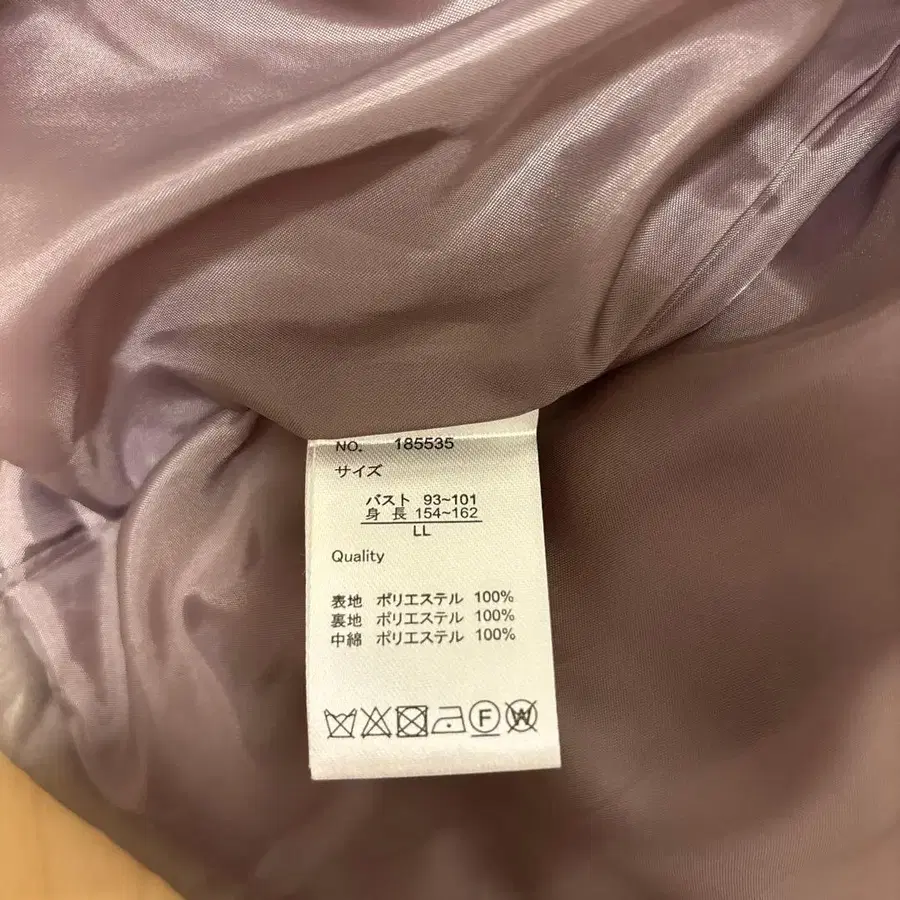 NO. 185535
サイズ
バスト 93~101
身 長 154~162
LL
Quality
表地 ポリエステル 100%
裏地 ポリエステル 100%
中綿 ポリエステル 100%
F W